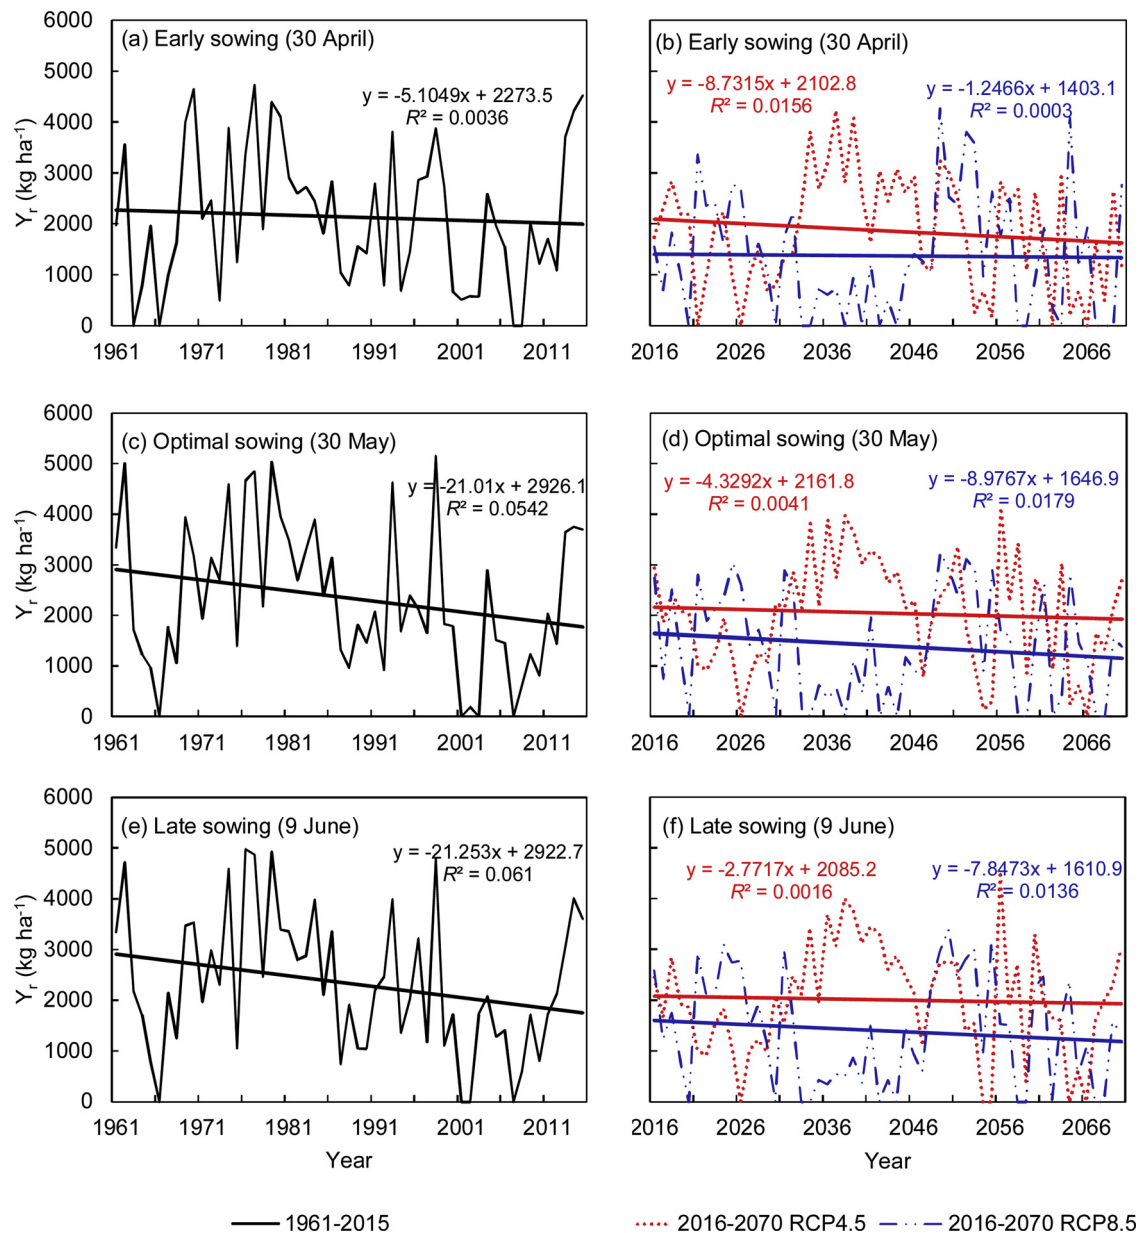 6000
5000
4000
3000
2000
1000
0
Yr (kg ha⁻¹)
(a) Early sowing (30 April)
y = -5.1049x + 2273.5
R² = 0.0036
1961 1971 1981 1991 2001 2011
(b) Early sowing (30 April)
y = -8.7315x + 2102.8
R² = 0.0156
y = -1.2466x + 1403.1
R² = 0.0003
2016 2026 2036 2046 2056 2066
6000
5000
4000
3000
2000
1000
0
Yr (kg ha⁻¹)
(c) Optimal sowing (30 May)
y = -21.01x + 2926.1
R² = 0.0542
1961 1971 1981 1991 2001 2011
(d) Optimal sowing (30 May)
y = -4.3292x + 2161.8
R² = 0.0041
y = -8.9767x + 1646.9
R² = 0.0179
2016 2026 2036 2046 2056 2066
6000
5000
4000
3000
2000
1000
0
Yr (kg ha⁻¹)
(e) Late sowing (9 June)
y = -21.253x + 2922.7
R² = 0.061
1961 1971 1981 1991 2001 2011
Year
(f) Late sowing (9 June)
y = -2.7717x + 2085.2
R² = 0.0016
y = -7.8473x + 1610.9
R² = 0.0136
2016 2026 2036 2046 2056 2066
Year
1961-2015
2016-2070 RCP4.5
2016-2070 RCP8.5